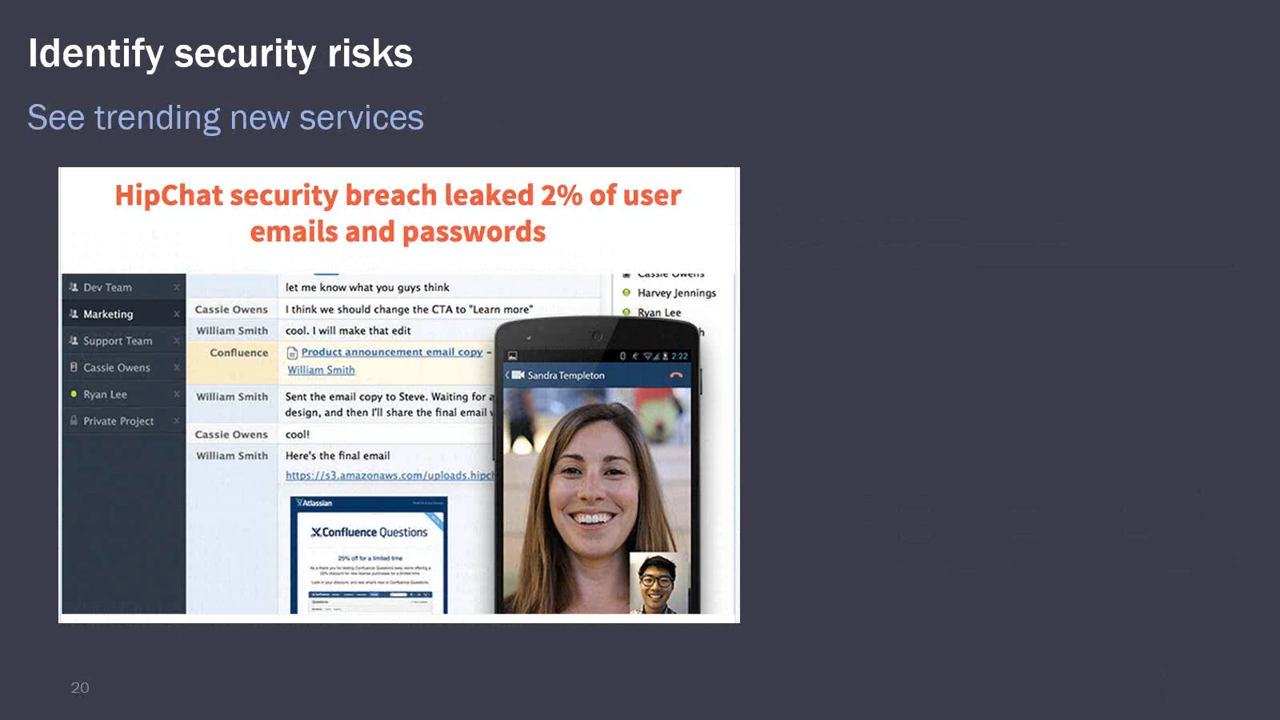 Identify security risks
See trending new services
HipChat security breach leaked 2% of user
emails and passwords
Dev Team x
Marketing x
Support Team x
Cassie Owens x
Ryan Lee x
Private Project x
let me know what you guys think
Cassie Owens I think we should change the CTA to "Learn more"
William Smith cool. I will make that edit
Confluence Product announcement email copy –
William Smith
William Smith Sent the email copy to Steve. Waiting for a
design, and then I'll share the final email
Cassie Owens cool!
William Smith Here's the final email
https://s3.amazonaws.com/uploads.hipch
Atlassian
Confluence Questions
29% off for a limited time
Questions
Cassie Owens
Harvey Jennings
Ryan Lee
2:22
Sandra Templeton
20